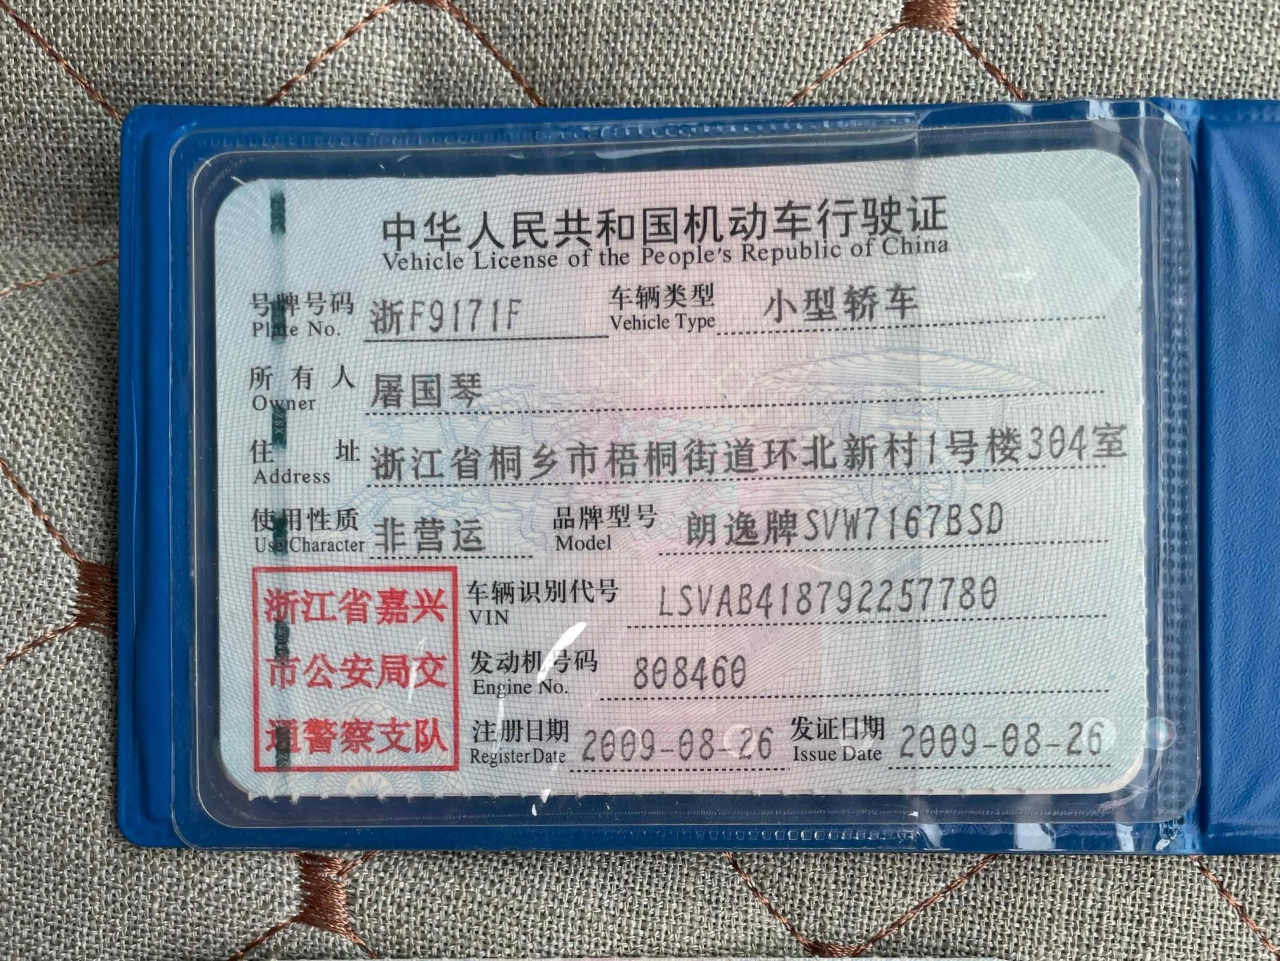 中华人民共和国机动车行驶证
Vehicle License of the People's Republic of China
号牌号码 浙F9171F 车辆类型 小型轿车
Plate No. Vehicle Type
所有人 屠国琴
Owner
住址 浙江省桐乡市梧桐街道环北新村1号楼304室
Address
使用性质 非营运 品牌型号 朗逸牌SVW7167BSD
Use Character Model
浙江省嘉兴
市公安局交
通警察支队
车辆识别代号 LSVAB418792257780
VIN
发动机号码 808460
Engine No.
注册日期 2009-08-26 发证日期 2009-08-26
Register Date Issue Date